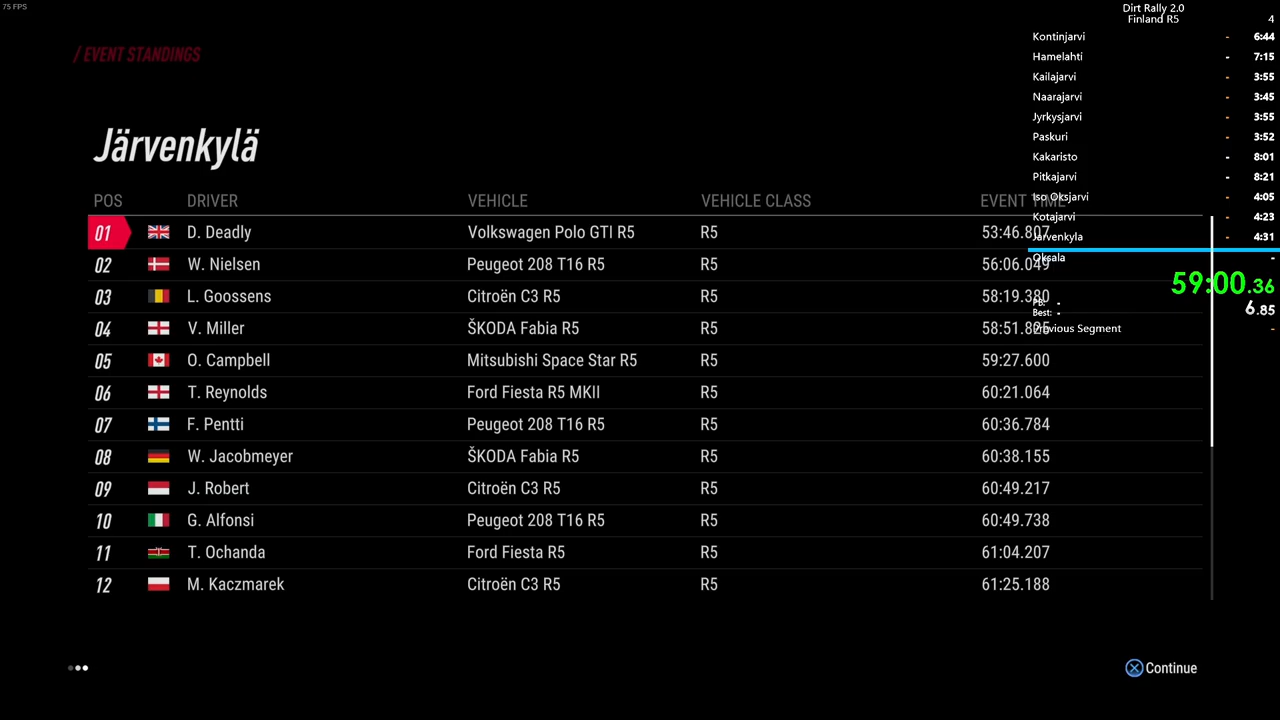 75 FPS
Dirt Rally 2.0
Finland R5
4
Kontinjarvi - 6:44
Hamelahti - 7:15
Kailajarvi - 3:55
Naarajarvi - 3:45
Jyrkysjarvi - 3:55
Paskuri - 3:52
Kakaristo - 8:01
Pitkajarvi - 8:21
Iso Oksjarvi - 4:05
Kotajarvi - 4:23
Jarvenkyla - 4:31
Oksala -
59:00.36
PB: -
6.85
Best: -
Previous Segment -
/ EVENT STANDINGS
Järvenkylä
POS DRIVER VEHICLE VEHICLE CLASS EVENT TIME
01 D. Deadly Volkswagen Polo GTI R5 R5 53:46.807
02 W. Nielsen Peugeot 208 T16 R5 R5 56:06.049
03 L. Goossens Citroën C3 R5 R5 58:19.380
04 V. Miller ŠKODA Fabia R5 R5 58:51.826
05 O. Campbell Mitsubishi Space Star R5 R5 59:27.600
06 T. Reynolds Ford Fiesta R5 MKII R5 60:21.064
07 F. Pentti Peugeot 208 T16 R5 R5 60:36.784
08 W. Jacobmeyer ŠKODA Fabia R5 R5 60:38.155
09 J. Robert Citroën C3 R5 R5 60:49.217
10 G. Alfonsi Peugeot 208 T16 R5 R5 60:49.738
11 T. Ochanda Ford Fiesta R5 R5 61:04.207
12 M. Kaczmarek Citroën C3 R5 R5 61:25.188
Continue